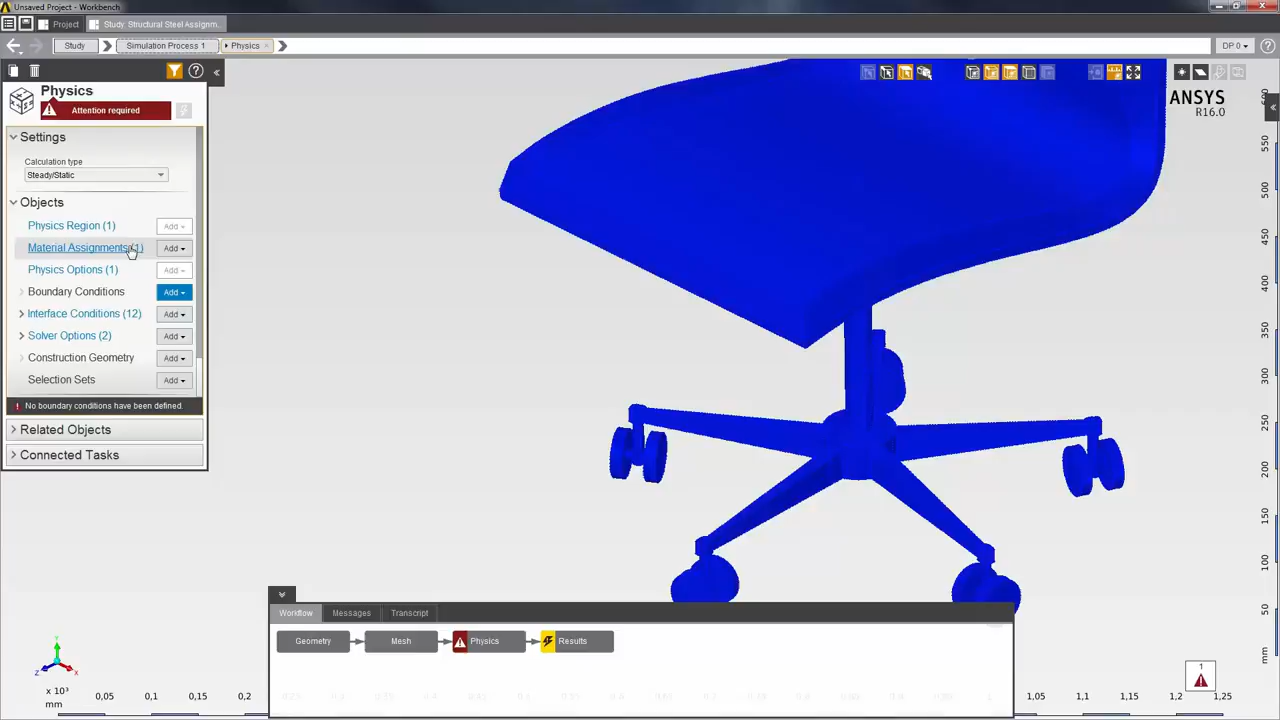 Unsaved Project - Workbench
Project
Study: Structural Steel Assignm...
Study
Simulation Process 1
Physics
DP 0
?
?
Physics
Attention required
ANSYS
R16.0
Settings
Calculation type
Steady/Static
Objects
Physics Region (1)
Add
Material Assignments (1)
Add
Physics Options (1)
Add
Boundary Conditions
Add
Interface Conditions (12)
Add
Solver Options (2)
Add
Construction Geometry
Add
Selection Sets
Add
No boundary conditions have been defined.
Related Objects
Connected Tasks
550
500
450
400
350
300
250
200
150
100
50
mm
Workflow
Messages
Transcript
Geometry
Mesh
Physics
Results
Y
Z
X
1
x 10³
mm
0,05
0,1
0,15
0,2
1,05
1,1
1,15
1,2
1,25